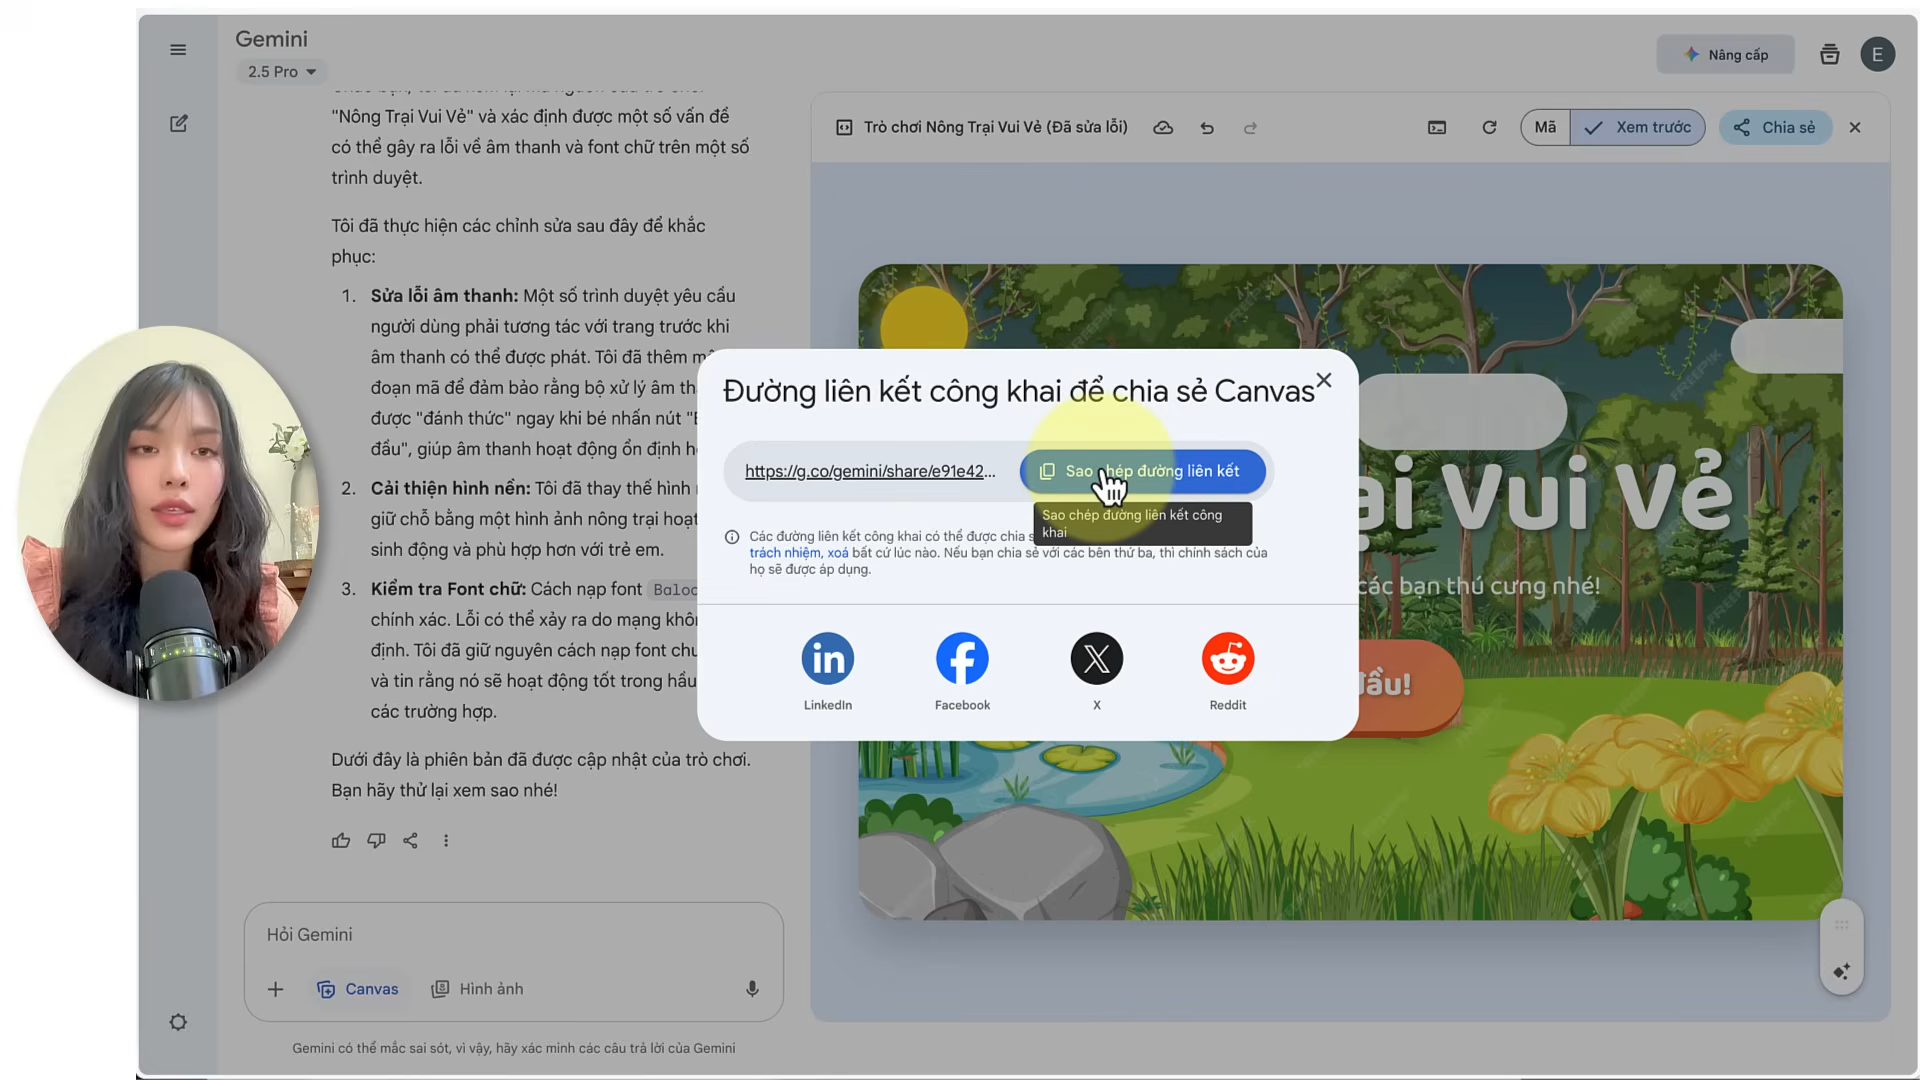 Gemini
2.5 Pro
Nâng cấp
E
"Nông Trại Vui Vẻ" và xác định được một số vấn đề
có thể gây ra lỗi về âm thanh và font chữ trên một số
trình duyệt.
Tôi đã thực hiện các chỉnh sửa sau đây để khắc
phục:
1. Sửa lỗi âm thanh: Một số trình duyệt yêu cầu
người dùng phải tương tác với trang trước khi
âm thanh có thể được phát. Tôi đã thêm
đoạn mã để đảm bảo rằng bộ xử lý âm
được "đánh thức" ngay khi bé nhấn nút
đầu", giúp âm thanh hoạt động ổn định
2. Cải thiện hình nền: Tôi đã thay thế hình
giữ chỗ bằng một hình ảnh nông trại hoạt
sinh động và phù hợp hơn với trẻ em.
3. Kiểm tra Font chữ: Cách nạp font
chính xác. Lỗi có thể xảy ra do mạng
định. Tôi đã giữ nguyên cách nạp font
và tin rằng nó sẽ hoạt động tốt trong hầu
các trường hợp.
Dưới đây là phiên bản đã được cập nhật của trò chơi.
Bạn hãy thử lại xem sao nhé!
Hỏi Gemini
Canvas
Hình ảnh
Gemini có thể mắc sai sót, vì vậy, hãy xác minh các câu trả lời của Gemini
Trò chơi Nông Trại Vui Vẻ (Đã sửa lỗi)
Mã
Xem trước
Chia sẻ
Vui Vẻ
các bạn thú cưng nhé!
đầu!
Đường liên kết công khai để chia sẻ Canvas
https://g.co/gemini/share/e91e42...
Sao chép đường liên kết
Sao chép đường liên kết công
khai
Các đường liên kết công khai có thể được chia
trách nhiệm, xoá bất cứ lúc nào. Nếu bạn chia sẻ với các bên thứ ba, thì chính sách của
họ sẽ được áp dụng.
LinkedIn
Facebook
X
Reddit